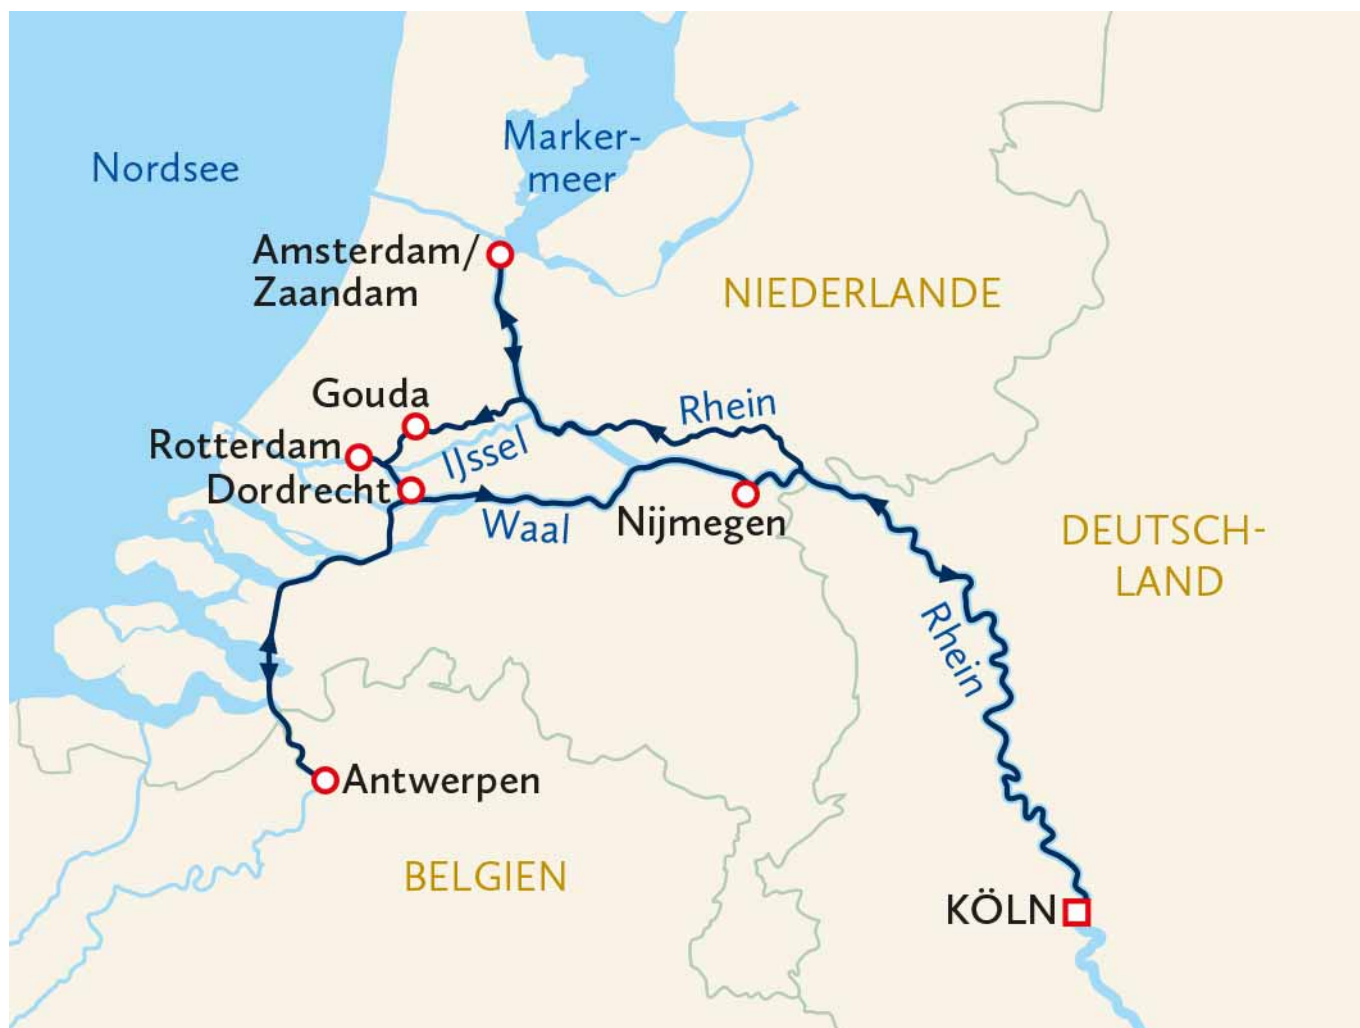 Nordsee
Marker-
meer
Amsterdam/
Zaandam
NIEDERLANDE
Gouda
Rhein
Rotterdam
IJssel
Dordrecht
Waal
Nijmegen
DEUTSCH-
LAND
Rhein
Antwerpen
BELGIEN
KÖLN